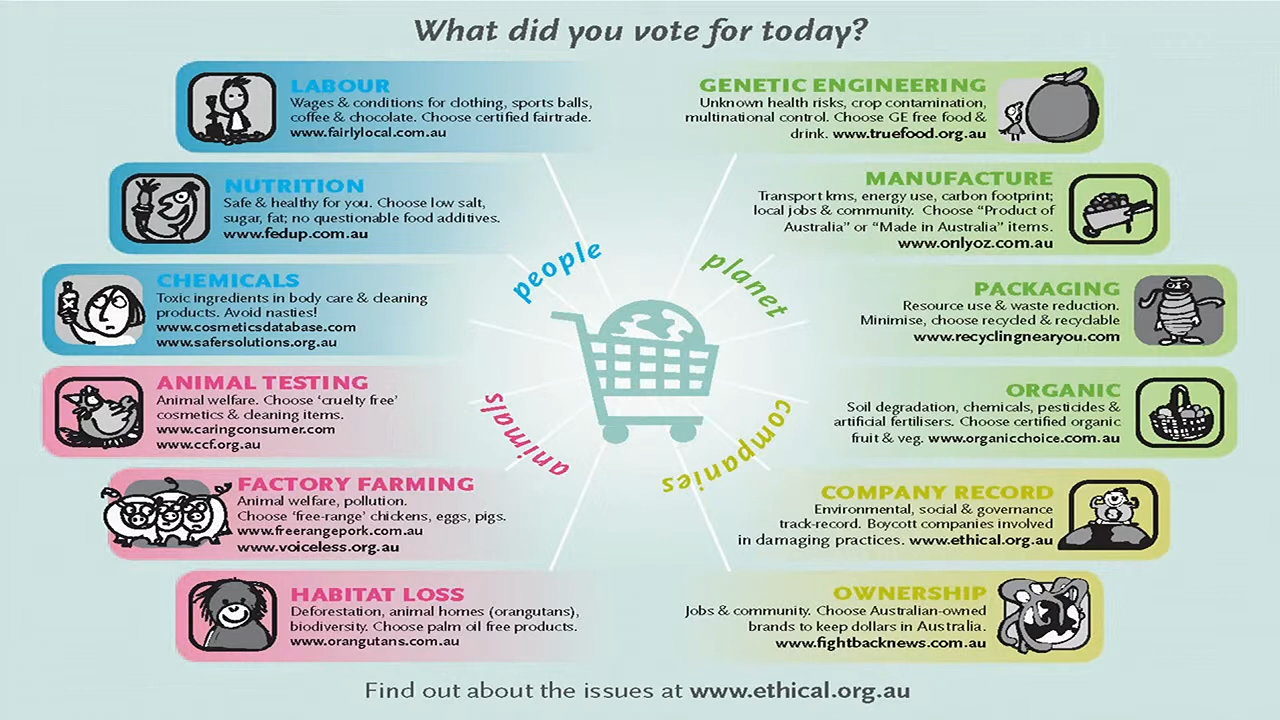 What did you vote for today?
LABOUR
Wages & conditions for clothing, sports balls,
coffee & chocolate. Choose certified fairtrade.
www.fairlylocal.com.au
NUTRITION
Safe & healthy for you. Choose low salt,
sugar, fat; no questionable food additives.
www.fedup.com.au
CHEMICALS
Toxic ingredients in body care & cleaning
products. Avoid nasties!
www.cosmeticsdatabase.com
www.safersolutions.org.au
ANIMAL TESTING
Animal welfare. Choose ‘cruelty free’
cosmetics & cleaning items.
www.caringconsumer.com
www.ccf.org.au
FACTORY FARMING
Animal welfare, pollution.
Choose ‘free-range’ chickens, eggs, pigs.
www.freerangepork.com.au
www.voiceless.org.au
HABITAT LOSS
Deforestation, animal homes (orangutans),
biodiversity. Choose palm oil free products.
www.orangutans.com.au
people
planet
animals
companies
GENETIC ENGINEERING
Unknown health risks, crop contamination,
multinational control. Choose GE free food &
drink. www.truefood.org.au
MANUFACTURE
Transport kms, energy use, carbon footprint;
local jobs & community. Choose “Product of
Australia” or “Made in Australia” items.
www.onlyoz.com.au
PACKAGING
Resource use & waste reduction.
Minimise, choose recycled & recyclable
www.recyclingnearyou.com
ORGANIC
Soil degradation, chemicals, pesticides &
artificial fertilisers. Choose certified organic
fruit & veg. www.organicchoice.com.au
COMPANY RECORD
Environmental, social & governance
track-record. Boycott companies involved
in damaging practices. www.ethical.org.au
OWNERSHIP
Jobs & community. Choose Australian-owned
brands to keep dollars in Australia.
www.fightbacknews.com.au
Find out about the issues at www.ethical.org.au